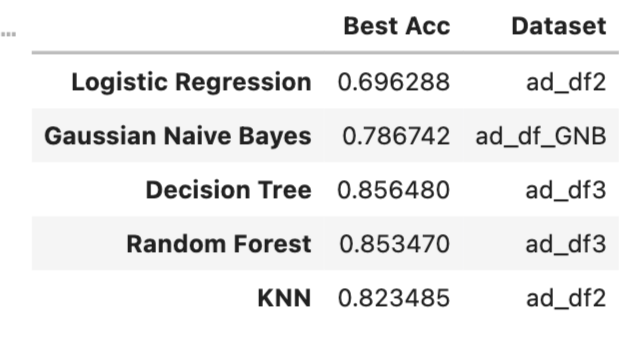 Best Acc Dataset
Logistic Regression 0.696288 ad_df2
Gaussian Naive Bayes 0.786742 ad_df_GNB
Decision Tree 0.856480 ad_df3
Random Forest 0.853470 ad_df3
KNN 0.823485 ad_df2